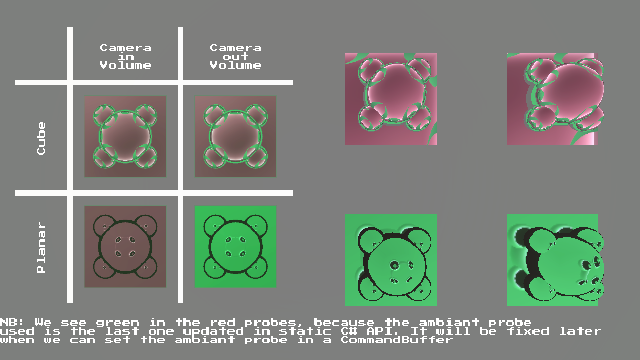 Camera
in
Volume
Camera
out
Volume
Cube
Planar
NB: We see green in the red probes, because the ambiant probe
used is the last one updated in static C# API. It will be fixed later
when we can set the ambiant probe in a CommandBuffer